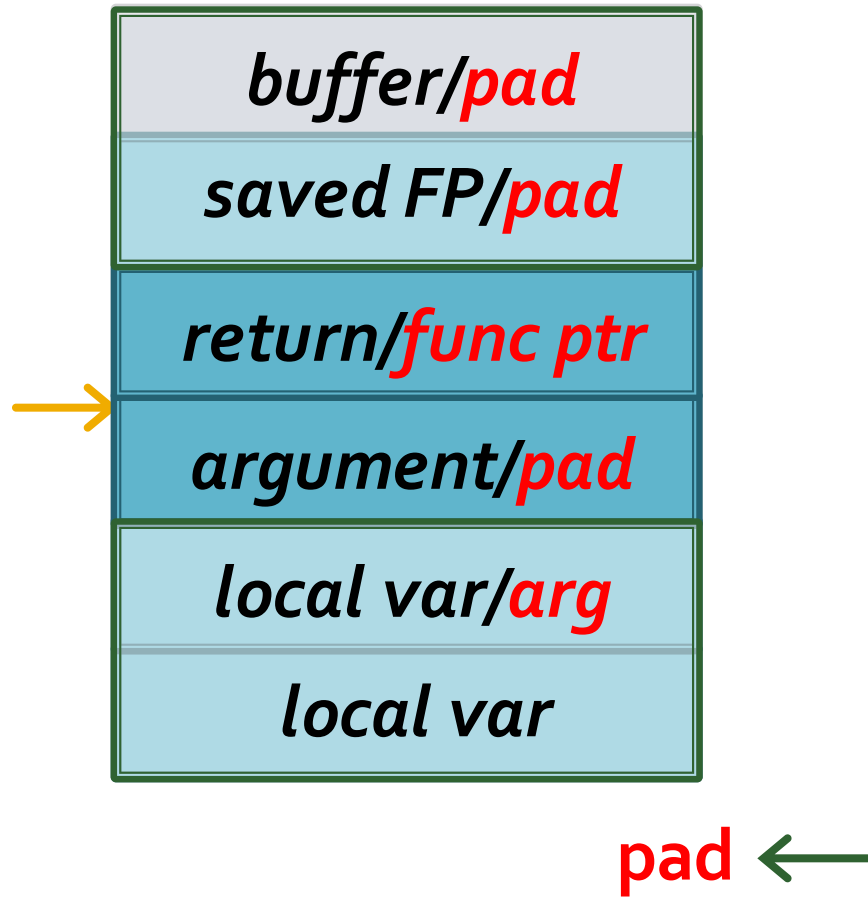 buffer/pad
saved FP/pad
return/func ptr
argument/pad
local var/arg
local var
pad